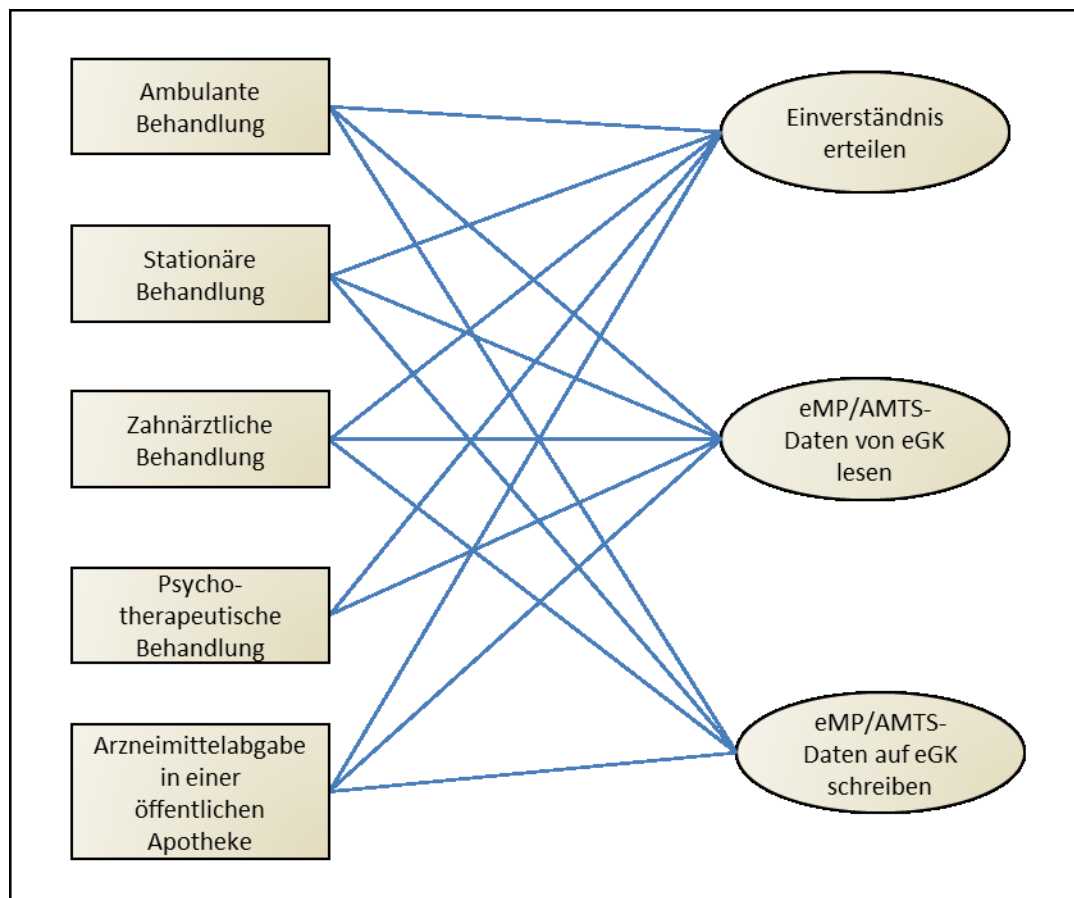 Ambulante
Behandlung
Einverständnis
erteilen
Stationäre
Behandlung
Zahnärztliche
Behandlung
eMP/AMTS-
Daten von eGK
lesen
Psycho-
therapeutische
Behandlung
Arzneimittelabgabe
in einer
öffentlichen
Apotheke
eMP/AMTS-
Daten auf eGK
schreiben